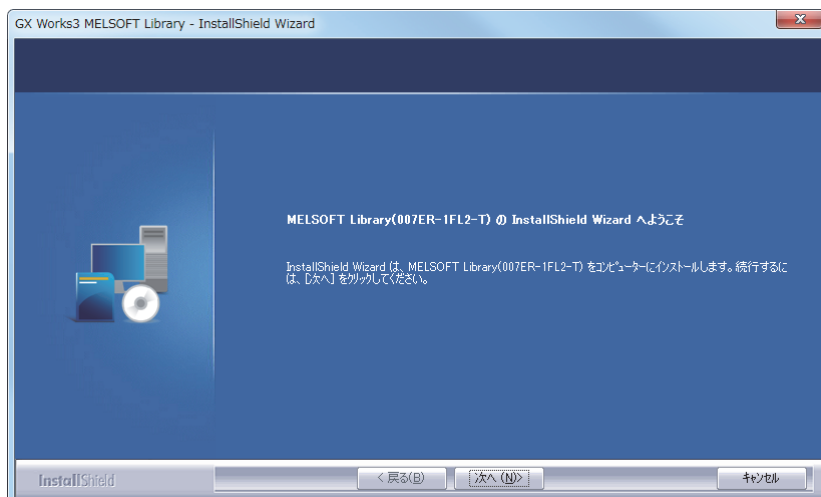 GX Works3 MELSOFT Library - InstallShield Wizard
MELSOFT Library(007ER-1FL2-T) の InstallShield Wizard へようこそ
InstallShield Wizard は、MELSOFT Library(007ER-1FL2-T) をコンピューターにインストールします。続行するに
は、[次へ] をクリックしてください。
InstallShield
< 戻る(B)
次へ (N)>
キャンセル